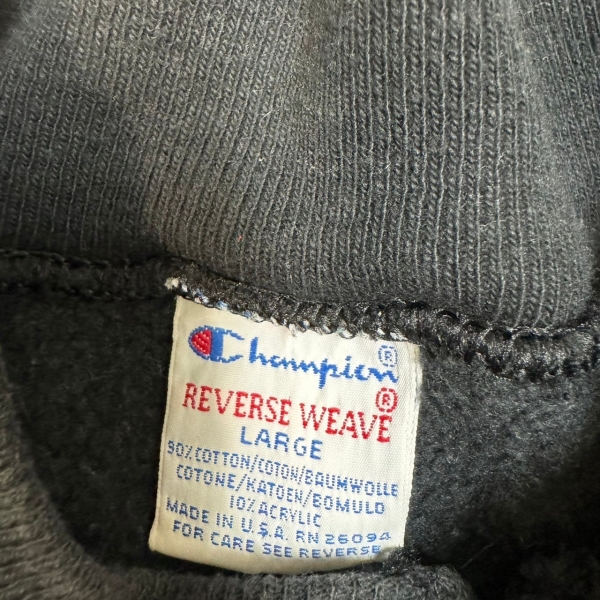 Champion®
REVERSE WEAVE®
LARGE
90% COTTON/COTON/BAUMWOLLE
COTONE/KATOEN/BOMULD
10% ACRYLIC
MADE IN U.S.A. RN 26094
FOR CARE SEE REVERSE